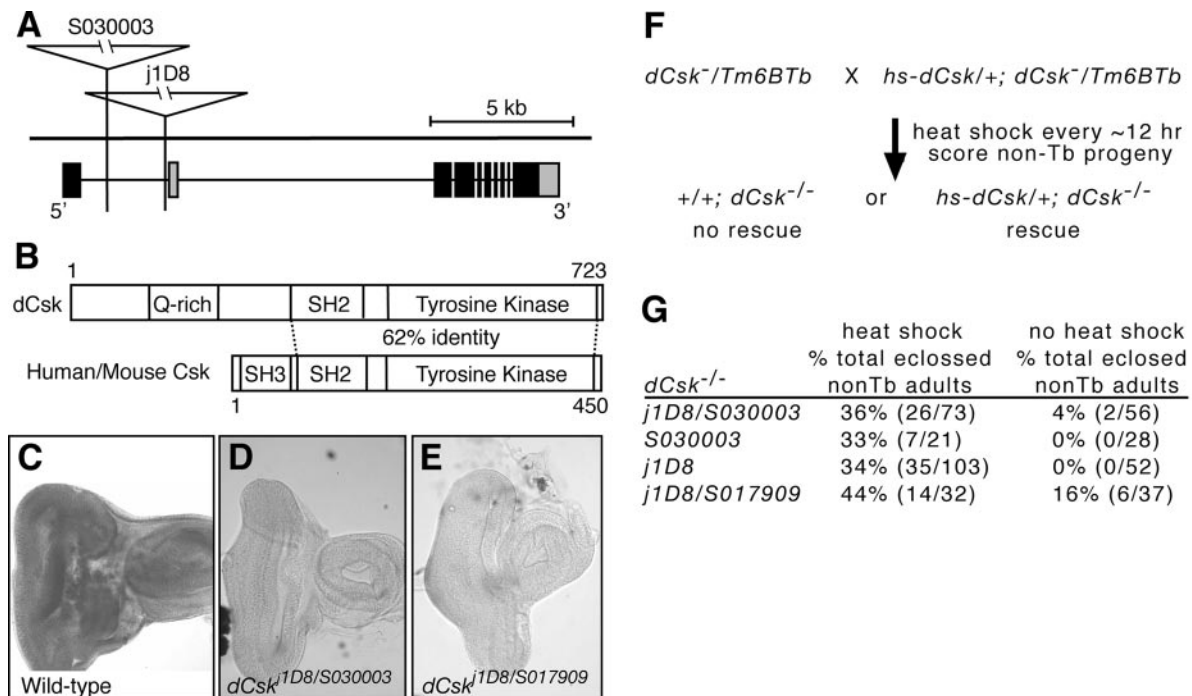 A
S030003
j1D8
5 kb
5’
3’
B
1
723
dCsk
Q-rich
SH2
Tyrosine Kinase
62% identity
Human/Mouse Csk
SH3
SH2
Tyrosine Kinase
1
450
C
Wild-type
D
dCsk j1D8/S030003
E
dCsk j1D8/S017909
F
dCsk-/Tm6BTb X hs-dCsk/+; dCsk-/Tm6BTb
heat shock every ~12 hr
score non-Tb progeny
+/+; dCsk-/- or hs-dCsk/+; dCsk-/-
no rescue rescue
G
heat shock no heat shock
% total eclossed % total eclosed
dCsk-/- nonTb adults nonTb adults
j1D8/S030003 36% (26/73) 4% (2/56)
S030003 33% (7/21) 0% (0/28)
j1D8 34% (35/103) 0% (0/52)
j1D8/S017909 44% (14/32) 16% (6/37)